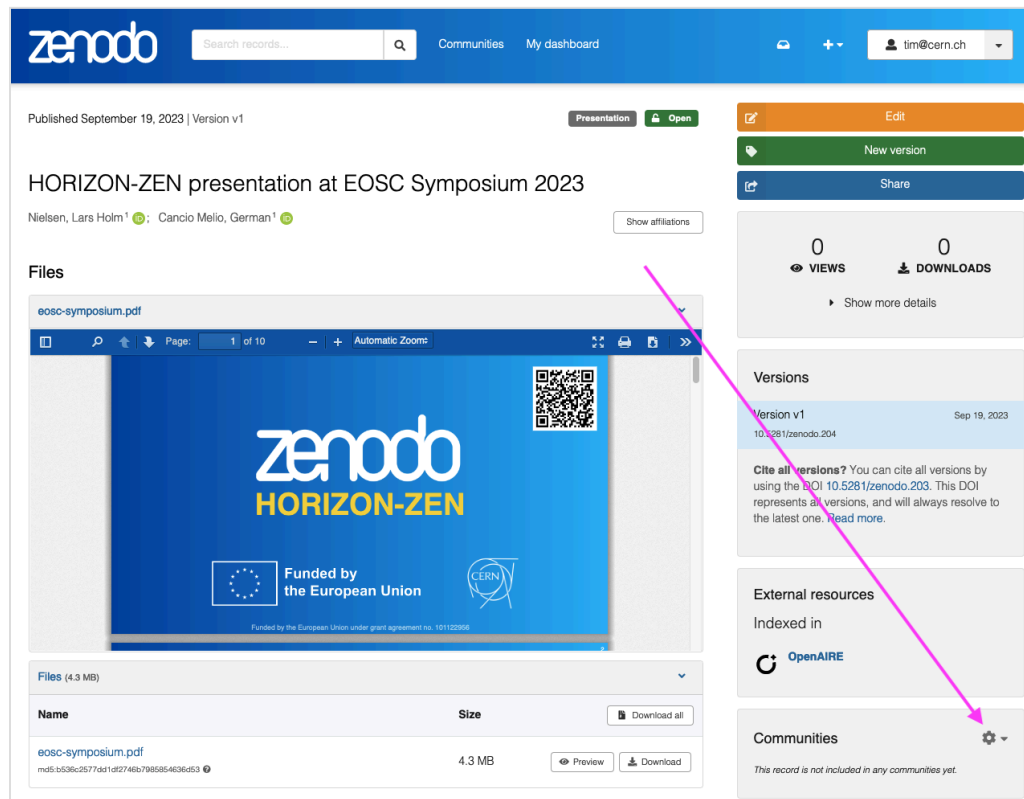 zenodo
Search records...
Communities
My dashboard
tim@cern.ch
Published September 19, 2023 | Version v1
Presentation
Open
HORIZON-ZEN presentation at EOSC Symposium 2023
Nielsen, Lars Holm¹ iD; Cancio Melio, German¹ iD
Show affiliations
Files
eosc-symposium.pdf
Page: 1 of 10
Automatic Zoom
zenodo
HORIZON-ZEN
Funded by
the European Union
CERN
Funded by the European Union under grant agreement no. 101122956
2
Files (4.3 MB)
Name Size Download all
eosc-symposium.pdf 4.3 MB Preview Download
md5:b536c2577dd1df2746b7985854636d53
Edit
New version
Share
0 0
VIEWS DOWNLOADS
Show more details
Versions
Version v1 Sep 19, 2023
10.5281/zenodo.204
Cite all versions? You can cite all versions by
using the DOI 10.5281/zenodo.203. This DOI
represents all versions, and will always resolve to
the latest one. Read more.
External resources
Indexed in
OpenAIRE
Communities
This record is not included in any communities yet.